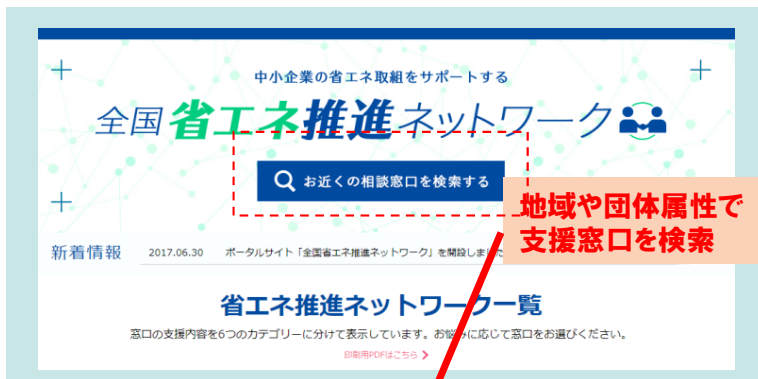 中小企業の省エネ取組をサポートする
全国省エネ推進ネットワーク
お近くの相談窓口を検索する
地域や団体属性で
支援窓口を検索
新着情報 2017.06.30 ポータルサイト「全国省エネ推進ネットワーク」を開設しました
省エネ推進ネットワーク一覧
窓口の支援内容を6つのカテゴリーに分けて表示しています。お悩みに応じて窓口をお選びください。
印刷用PDFはこちら